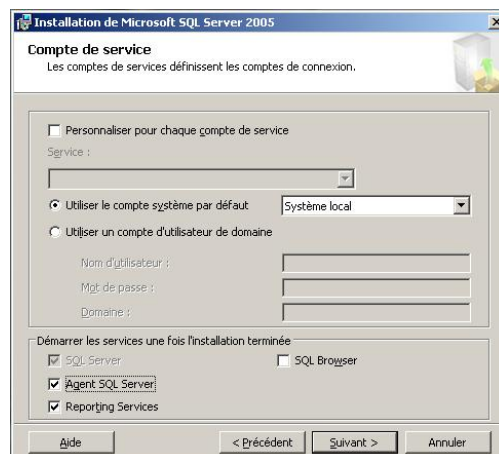 Installation de Microsoft SQL Server 2005
Compte de service
Les comptes de services définissent les comptes de connexion.
Personnaliser pour chaque compte de service
Service :
Utiliser le compte système par défaut
Système local
Utiliser un compte d'utilisateur de domaine
Nom d'utilisateur :
Mot de passe :
Domaine :
Démarrer les services une fois l'installation terminée
SQL Server
SQL Browser
Agent SQL Server
Reporting Services
Aide
< Précédent
Suivant >
Annuler